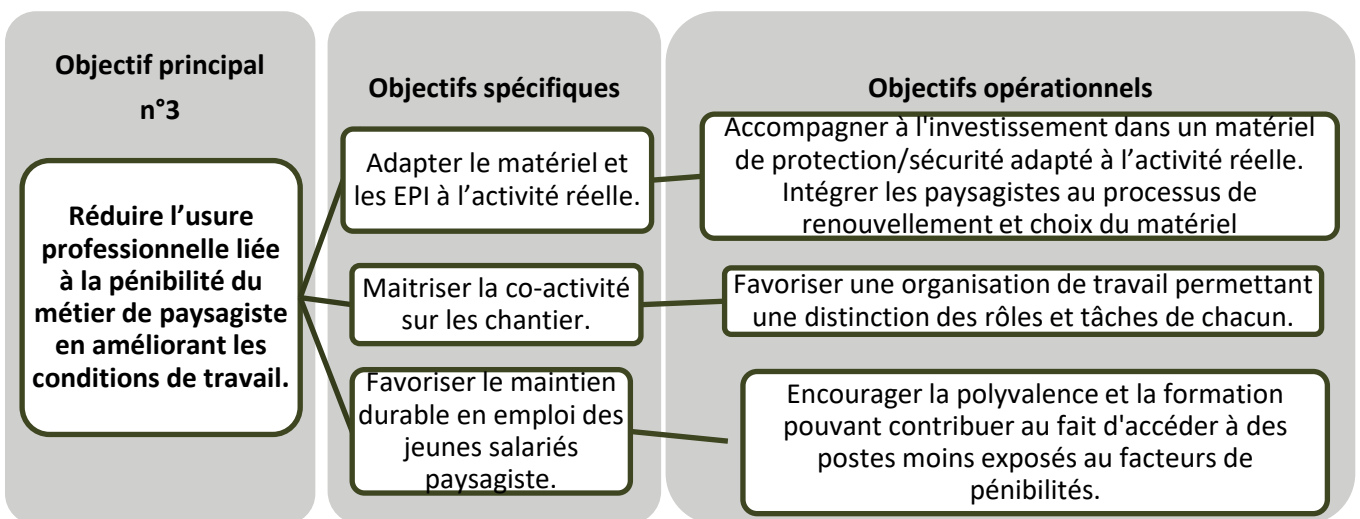 Objectif principal
n°3
Réduire l’usure
professionnelle liée
à la pénibilité du
métier de paysagiste
en améliorant les
conditions de travail.
Objectifs spécifiques
Adapter le matériel et
les EPI à l’activité réelle.
Maitriser la co-activité
sur les chantier.
Favoriser le maintien
durable en emploi des
jeunes salariés
paysagiste.
Objectifs opérationnels
Accompagner à l'investissement dans un matériel
de protection/sécurité adapté à l’activité réelle.
Intégrer les paysagistes au processus de
renouvellement et choix du matériel
Favoriser une organisation de travail permettant
une distinction des rôles et tâches de chacun.
Encourager la polyvalence et la formation
pouvant contribuer au fait d'accéder à des
postes moins exposés au facteurs de
pénibilités.